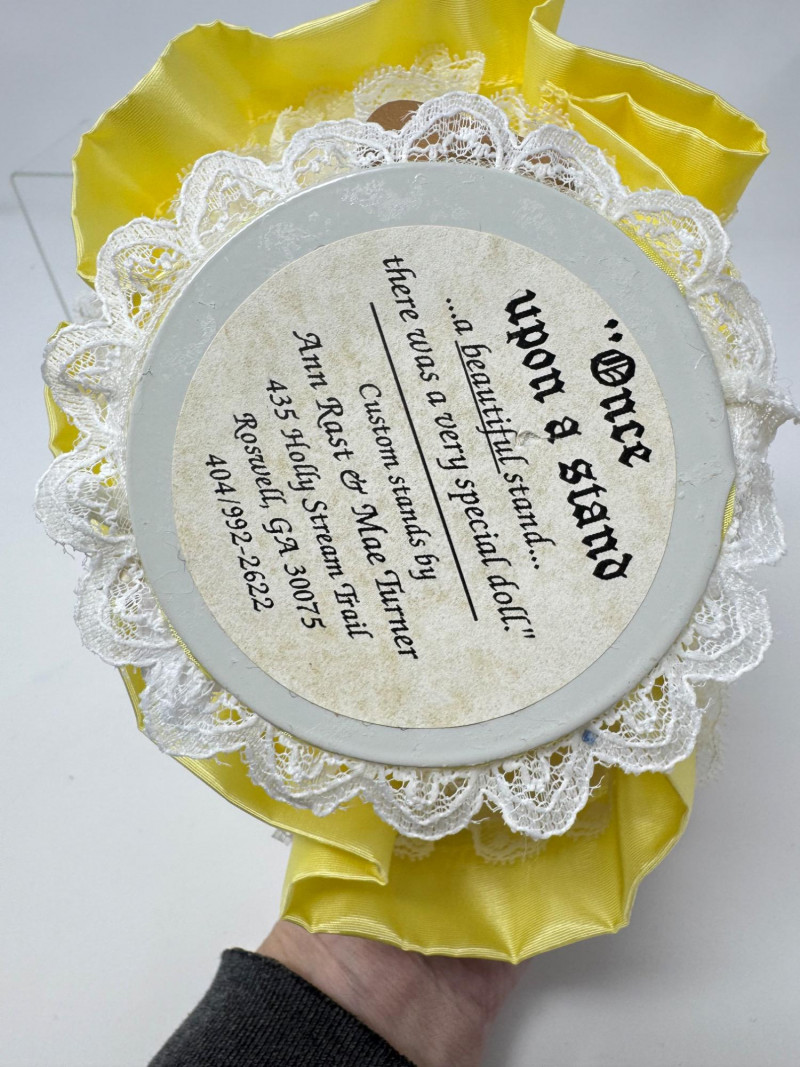 "Once
upon a stand
...a beautiful stand...
there was a very special doll."
Custom stands by
Ann Rast & Mae Turner
435 Holly Stream Trail
Roswell, GA 30075
404/992-2622